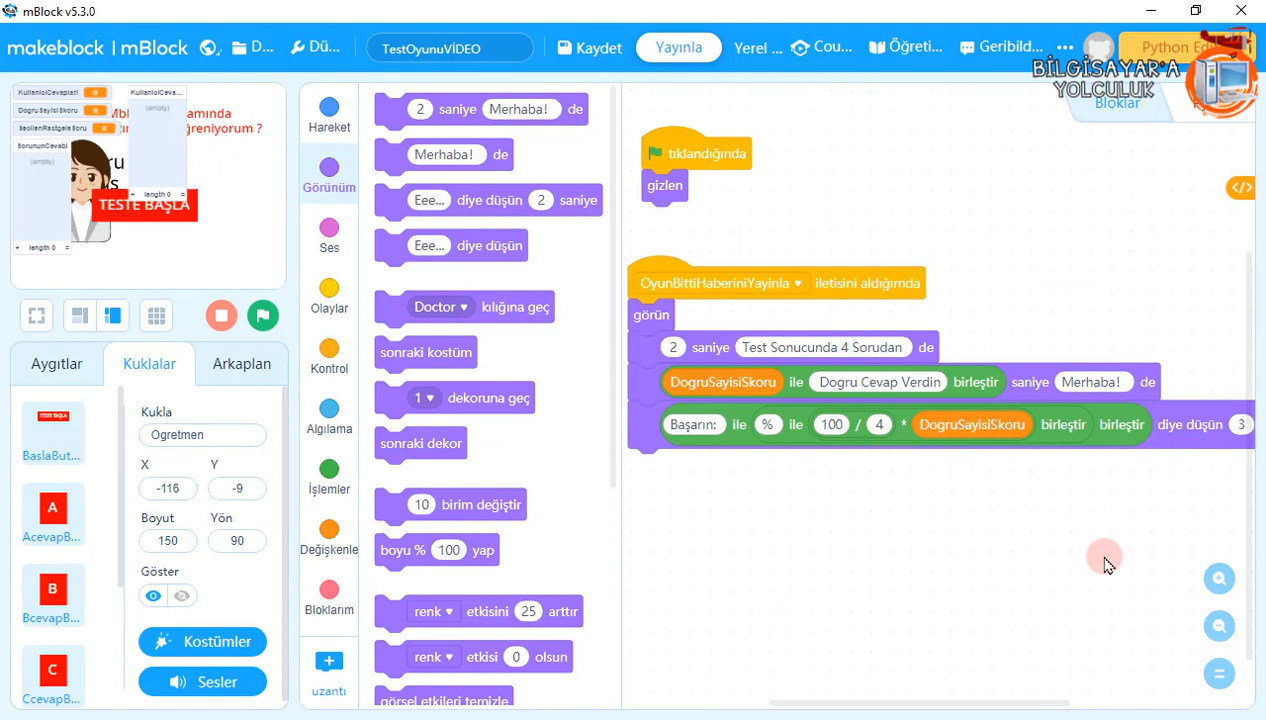 mBlock v5.3.0
makeblock | mBlock
D...
Dü...
TestOyunuVİDEO
Kaydet
Yayınla
Yerel ...
Cou...
Öğreti...
Geribild...
Python Ed
BİLGİSAYAR'A
YOLCULUK
Bloklar
KullaniciCevaplari
KullaniciCeva...
DogruSayisiSkoru
(empty)
SecilenRastgeleSoru
SorununCevabi
(empty)
+ length 0 =
TESTE BAŞLA
+ length 0 =
Aygıtlar
Kuklalar
Arkaplan
TESTE BAŞLA
BaslaBut...
A
AcevapB...
B
BcevapB...
C
CcevapB...
Kukla
Ogretmen
X
Y
-116
-9
Boyut
Yön
150
90
Göster
Kostümler
Sesler
Hareket
Görünüm
Ses
Olaylar
Kontrol
Algılama
İşlemler
Değişkenle
Bloklarım
+
uzantı
2 saniye Merhaba! de
Merhaba! de
Eee... diye düşün 2 saniye
Eee... diye düşün
Doctor kılığına geç
sonraki kostüm
1 dekoruna geç
sonraki dekor
10 birim değiştir
boyu % 100 yap
renk etkisini 25 arttır
renk etkisi 0 olsun
görsel etkileri temizle
tıklandığında
gizlen
OyunBittiHaberiniYayinla iletisini aldığımda
görün
2 saniye Test Sonucunda 4 Sorudan de
DogruSayisiSkoru ile Dogru Cevap Verdin birleştir saniye Merhaba! de
Başarın: ile % ile 100 / 4 * DogruSayisiSkoru birleştir birleştir diye düşün 3